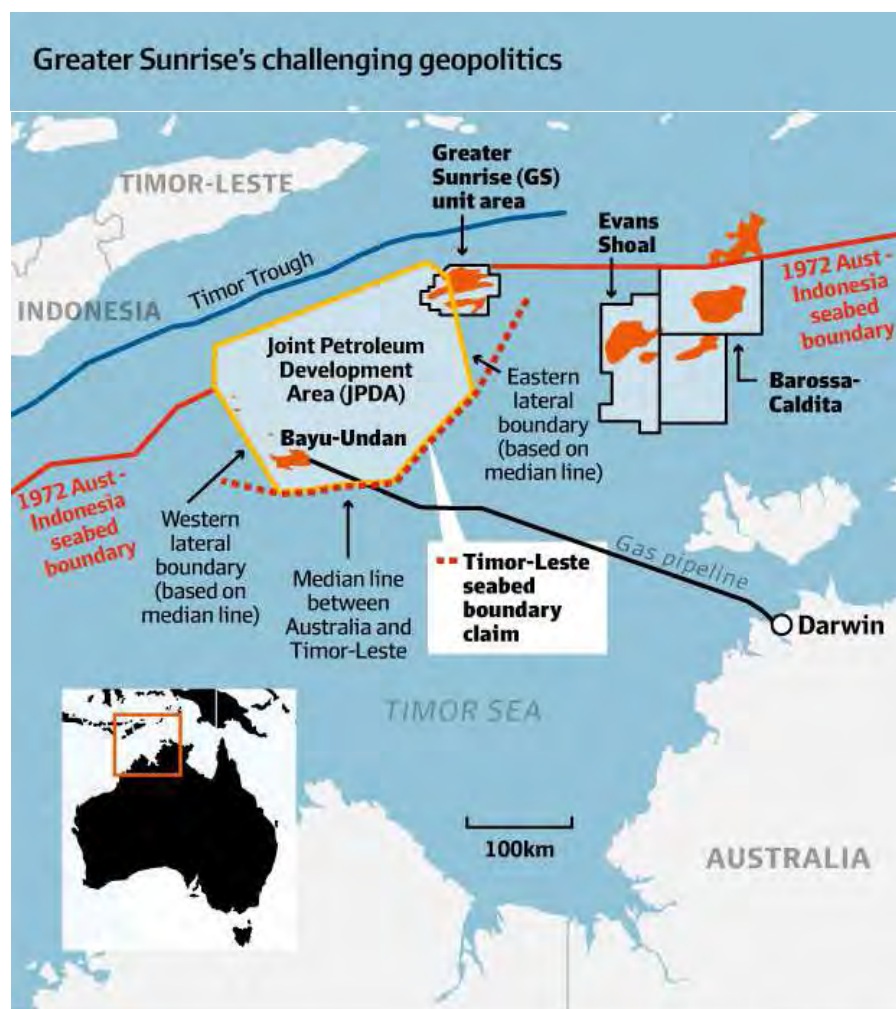 Greater Sunrise's challenging geopolitics
TIMOR-LESTE
INDONESIA
Timor Trough
Greater
Sunrise (GS)
unit area
Evans
Shoal
1972 Aust -
Indonesia
seabed
boundary
Joint Petroleum
Development
Area (JPDA)
Bayu-Undan
Eastern
lateral
boundary
(based on
median line)
Barossa-
Caldita
1972 Aust -
Indonesia
seabed
boundary
Western
lateral
boundary
(based on
median line)
Median line
between
Australia and
Timor-Leste
Timor-Leste
seabed
boundary
claim
Gas pipeline
Darwin
TIMOR SEA
100km
AUSTRALIA